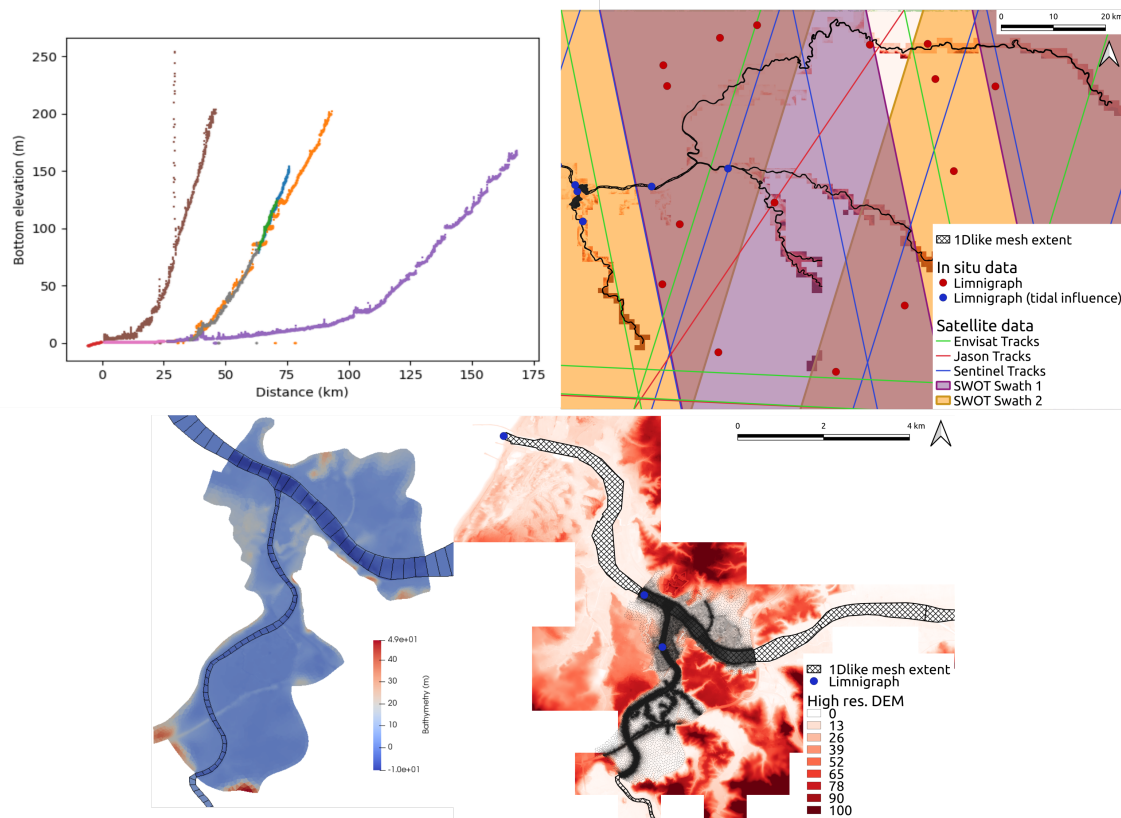 250
200
150
100
50
0
Bottom elevation (m)
0 25 50 75 100 125 150 175
Distance (km)
0 10 20 km
1Dlike mesh extent
In situ data
Limnigraph
Limnigraph (tidal influence)
Satellite data
Envisat Tracks
Jason Tracks
Sentinel Tracks
SWOT Swath 1
SWOT Swath 2
4.9e+01
40
30
20
10
0
-1.0e+01
Bathymetry (m)
0 2 4 km
1Dlike mesh extent
Limnigraph
High res. DEM
0
13
26
39
52
65
78
90
100